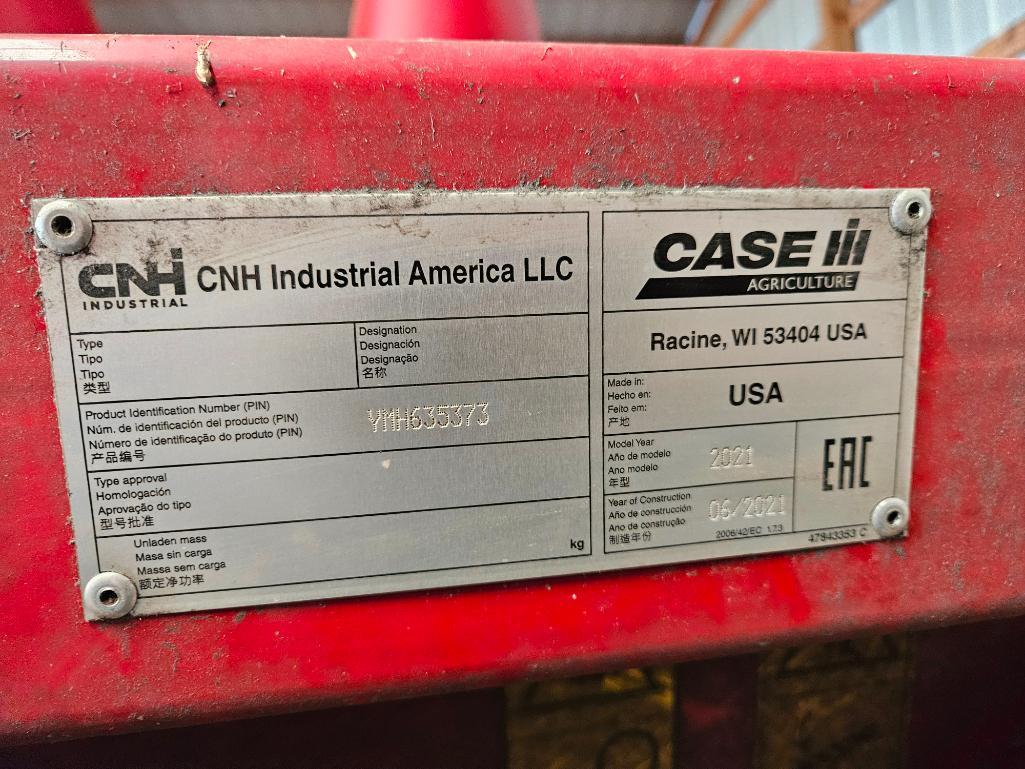 CNH
INDUSTRIAL
CNH Industrial America LLC
Type
Tipo
Tipo
类型
Designation
Designación
Designação
名称
Product Identification Number (PIN)
Núm. de identificación del producto (PIN)
Número de identificação do produto (PIN)
产品编号
YMH635373
Type approval
Homologación
Aprovação do tipo
型号批准
Unladen mass
Masa sin carga
Massa sem carga
额定净功率
kg
CASE IH
AGRICULTURE
Racine, WI 53404 USA
Made in:
Hecho en:
Feito em:
产地
USA
Model Year
Año de modelo
Ano modelo
年型
2021
Year of Construction
Año de construcción
Ano de construção
制造年份
06/2021
2006/42/EC 1.7.3
EAC
47843353 C